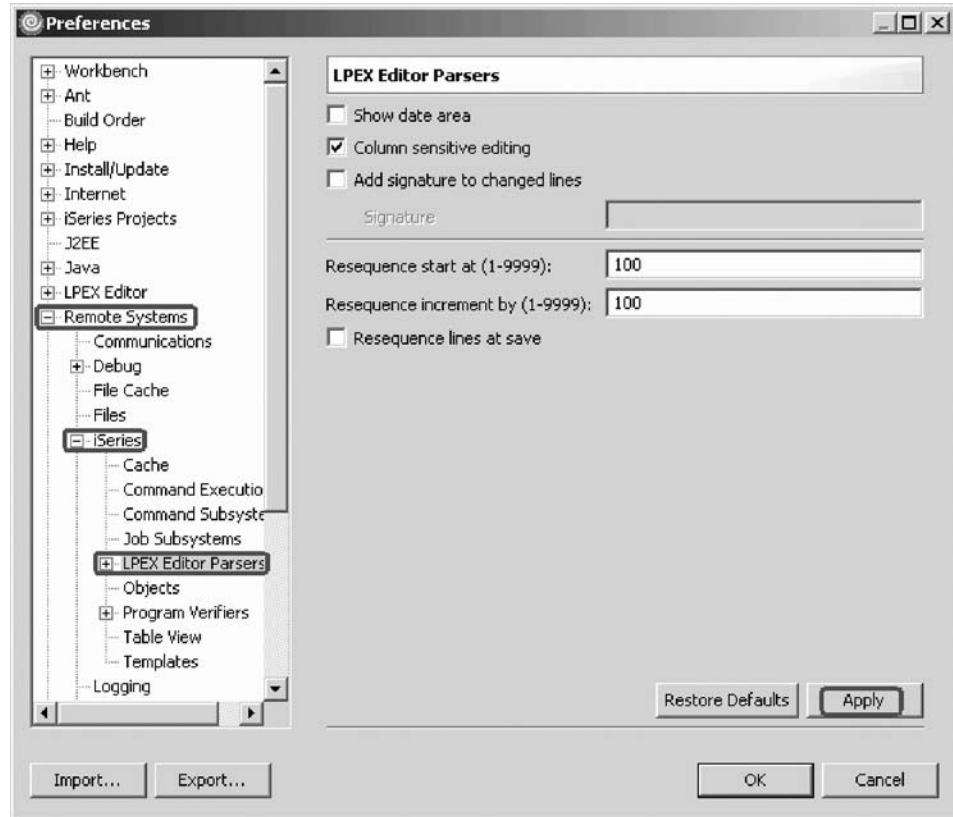 Preferences
Workbench
Ant
Build Order
Help
Install/Update
Internet
iSeries Projects
J2EE
Java
LPEX Editor
Remote Systems
Communications
Debug
File Cache
Files
iSeries
Cache
Command Executio
Command Subsyste
Job Subsystems
LPEX Editor Parsers
Objects
Program Verifiers
Table View
Templates
Logging
LPEX Editor Parsers
Show date area
Column sensitive editing
Add signature to changed lines
Signature
Resequence start at (1-9999): 100
Resequence increment by (1-9999): 100
Resequence lines at save
Restore Defaults Apply
Import... Export... OK Cancel